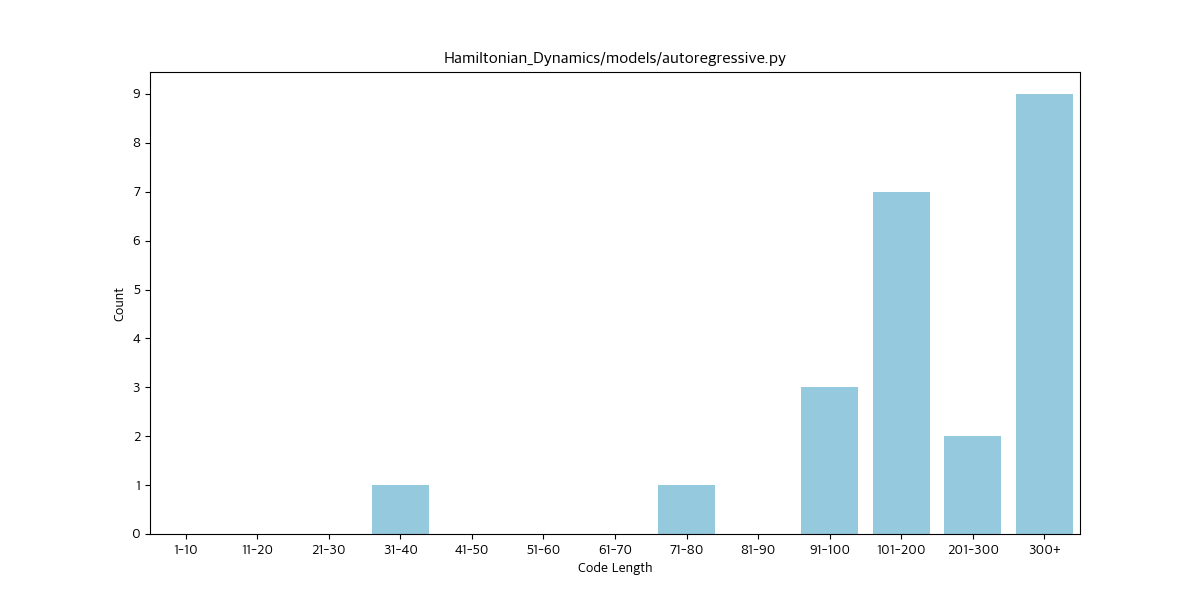 Hamiltonian_Dynamics/models/autoregressive.py
9
8
7
6
5
4
3
2
1
0
Count
1-10 11-20 21-30 31-40 41-50 51-60 61-70 71-80 81-90 91-100 101-200 201-300 300+
Code Length